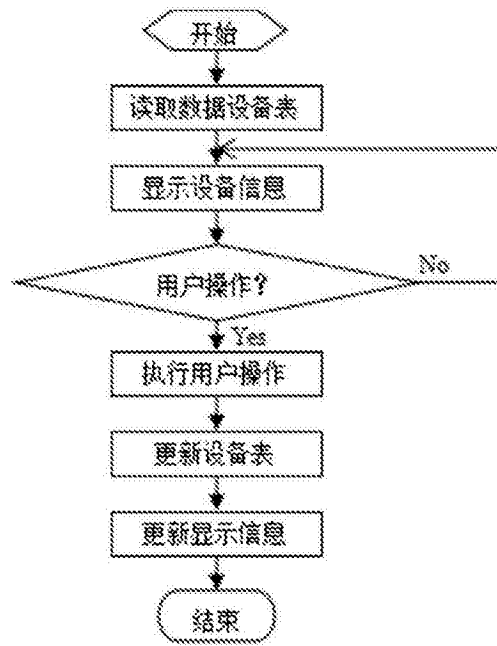 开始
读取数据设备表
显示设备信息
用户操作?
No
Yes
执行用户操作
更新设备表
更新显示信息
结束